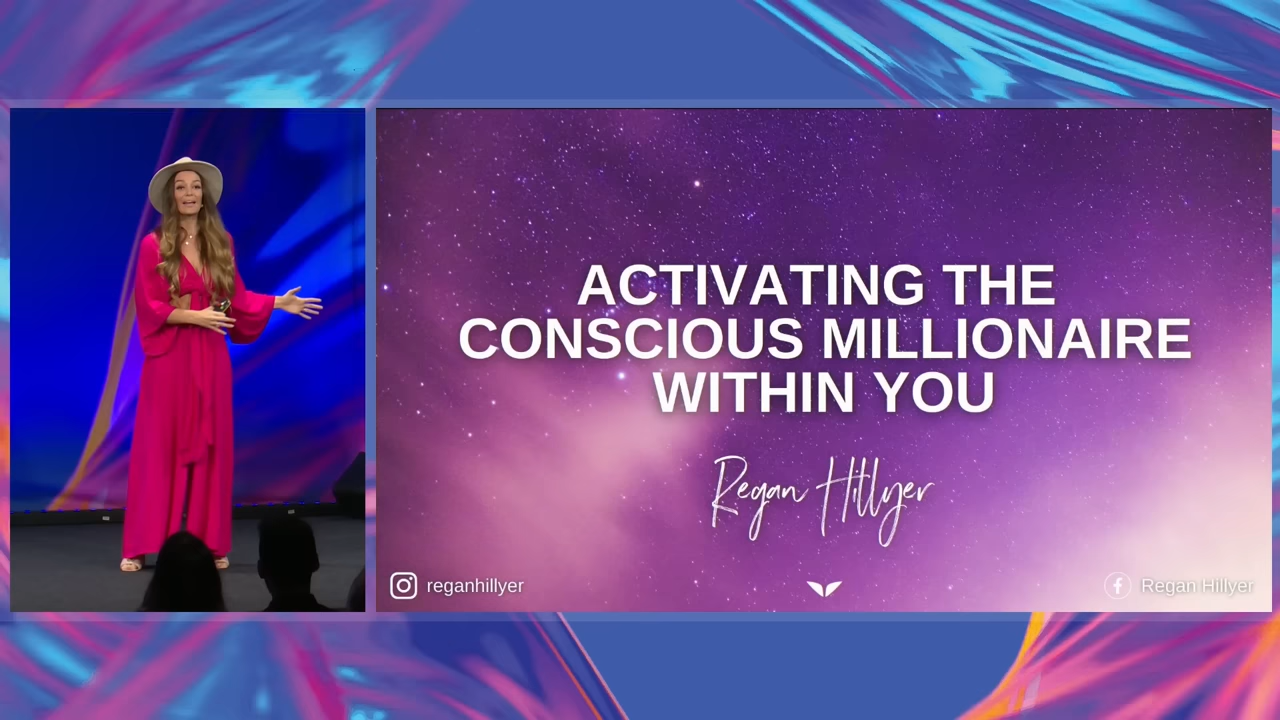 ACTIVATING THE
CONSCIOUS MILLIONAIRE
WITHIN YOU
Regan Hillyer
reganhillyer
Regan Hillyer